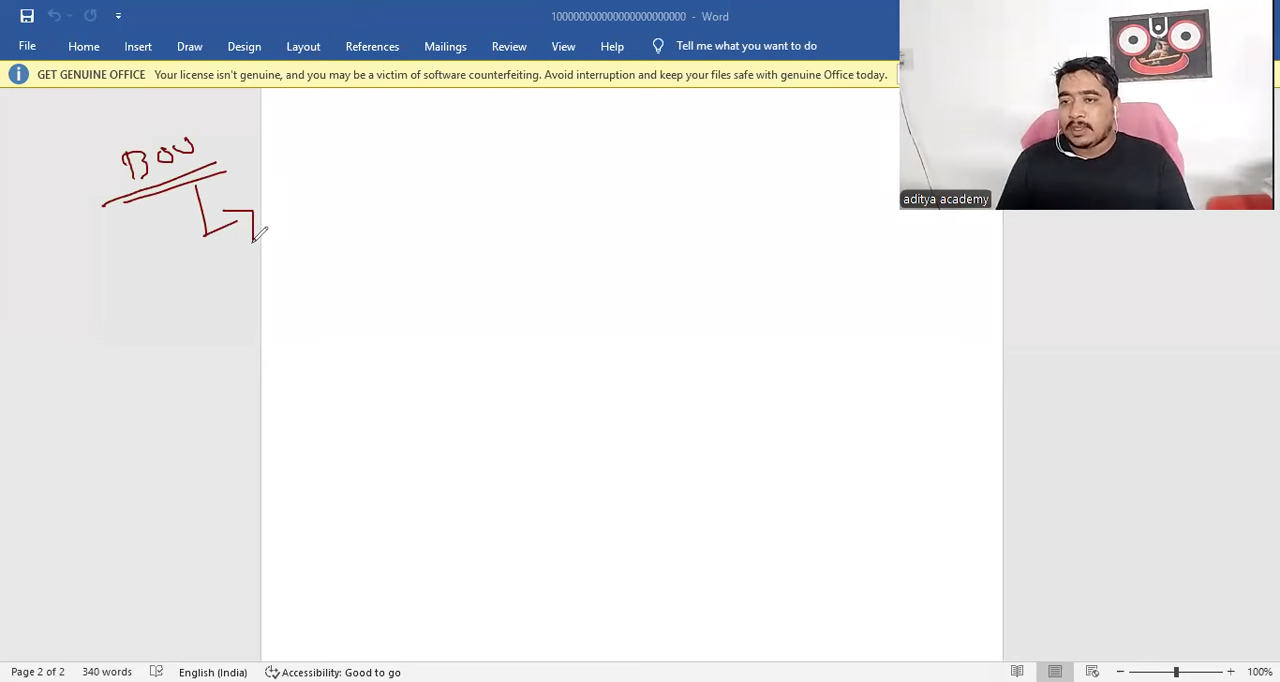 10000000000000000000000 - Word
File Home Insert Draw Design Layout References Mailings Review View Help Tell me what you want to do
GET GENUINE OFFICE Your license isn't genuine, and you may be a victim of software counterfeiting. Avoid interruption and keep your files safe with genuine Office today.
aditya academy
Page 2 of 2 340 words English (India) Accessibility: Good to go 100%